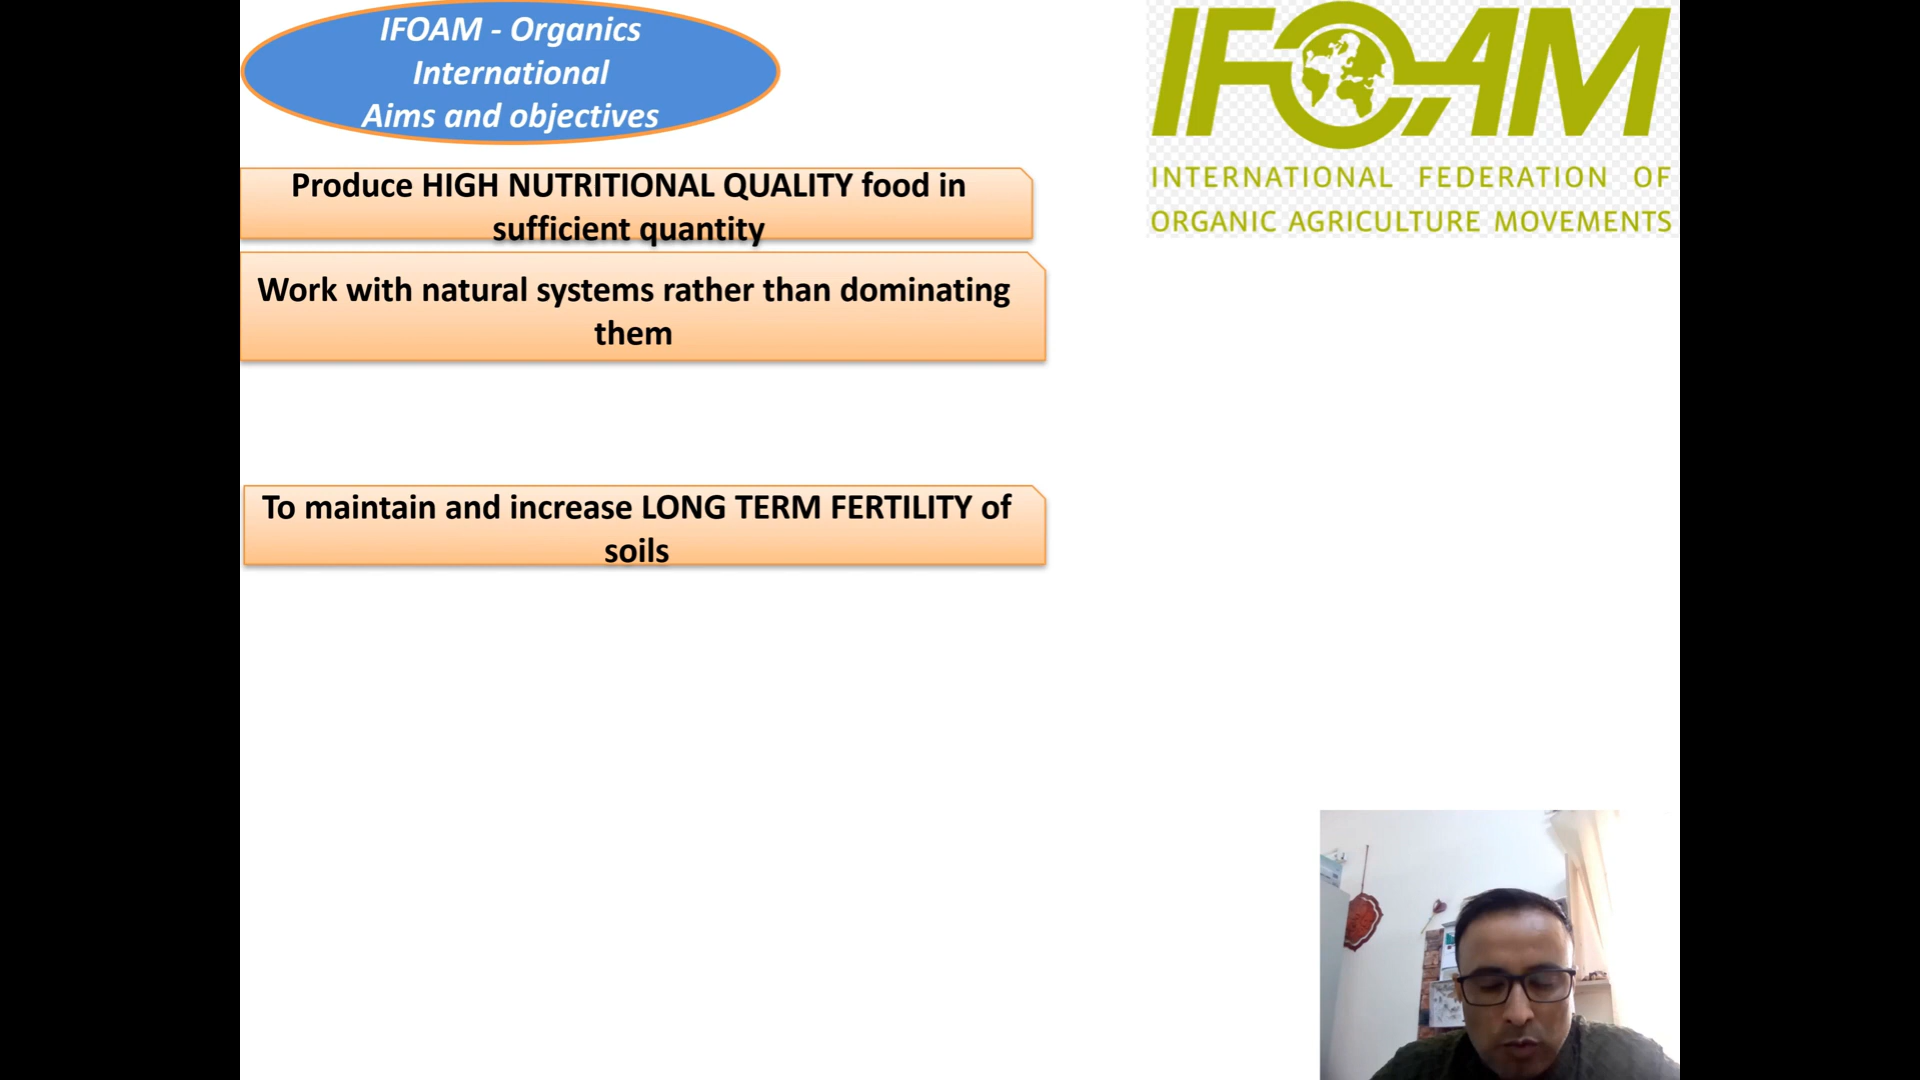 IFOAM - Organics
International
Aims and objectives
IFOAM
INTERNATIONAL FEDERATION OF
ORGANIC AGRICULTURE MOVEMENTS
Produce HIGH NUTRITIONAL QUALITY food in
sufficient quantity
Work with natural systems rather than dominating
them
To maintain and increase LONG TERM FERTILITY of
soils